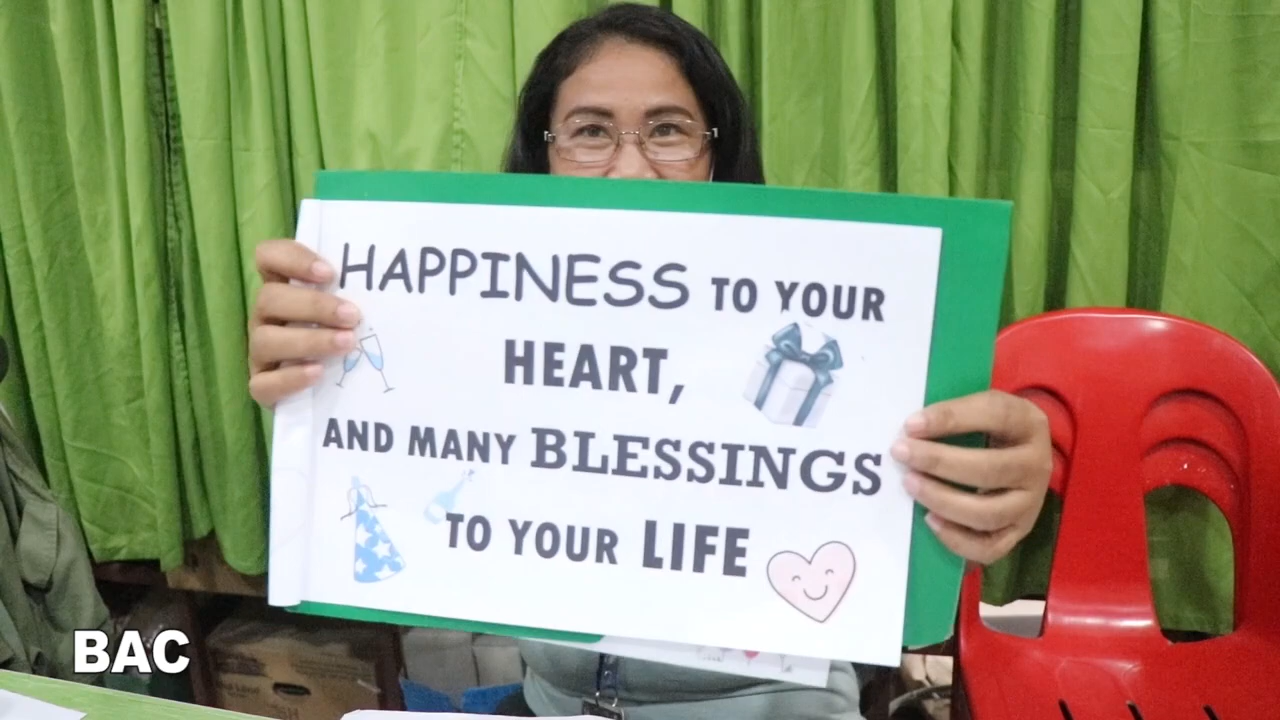 HAPPINESS TO YOUR
HEART,
AND MANY BLESSINGS
TO YOUR LIFE
BAC